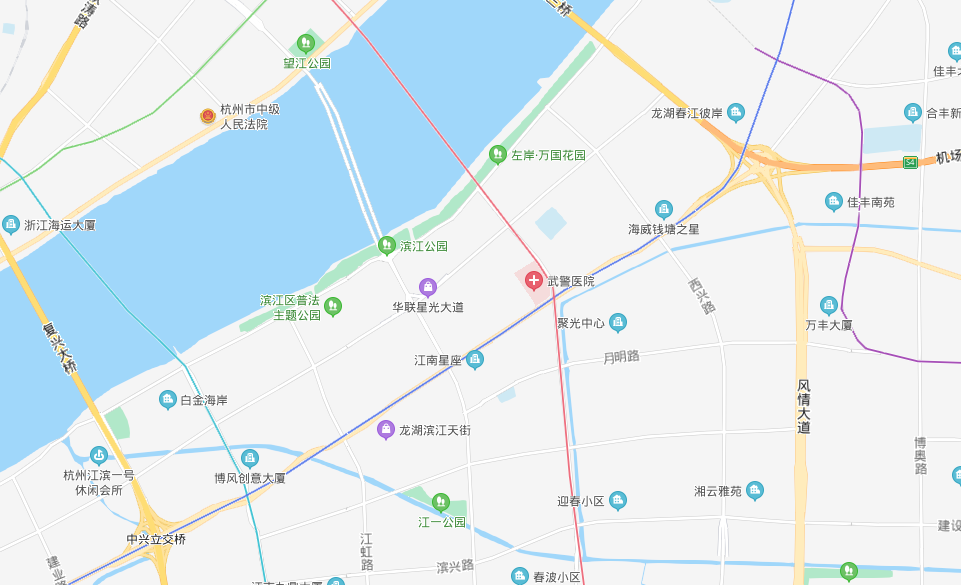 涛
路
三桥
望江公园
杭州市中级
人民法院
龙湖春江彼岸
佳丰
合丰新
左岸·万国花园
S4
机场
浙江海运大厦
佳丰南苑
海威钱塘之星
滨江公园
武警医院
华联星光大道
滨江区普法
主题公园
西兴路
聚光中心
万丰大厦
复兴大桥
江南星座
月明路
白金海岸
风情大道
龙湖滨江天街
博奥路
杭州江滨一号
休闲会所
博风创意大厦
迎春小区
湘云雅苑
江一公园
中兴立交桥
建设
江虹路
建业路
滨兴路
春波小区